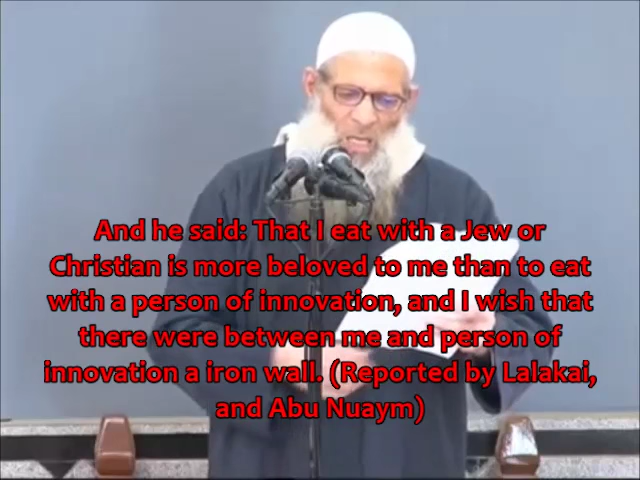 And he said: That I eat with a Jew or
Christian is more beloved to me than to eat
with a person of innovation, and I wish that
there were between me and person of
innovation a iron wall. (Reported by Lalakai,
and Abu Nuaym)